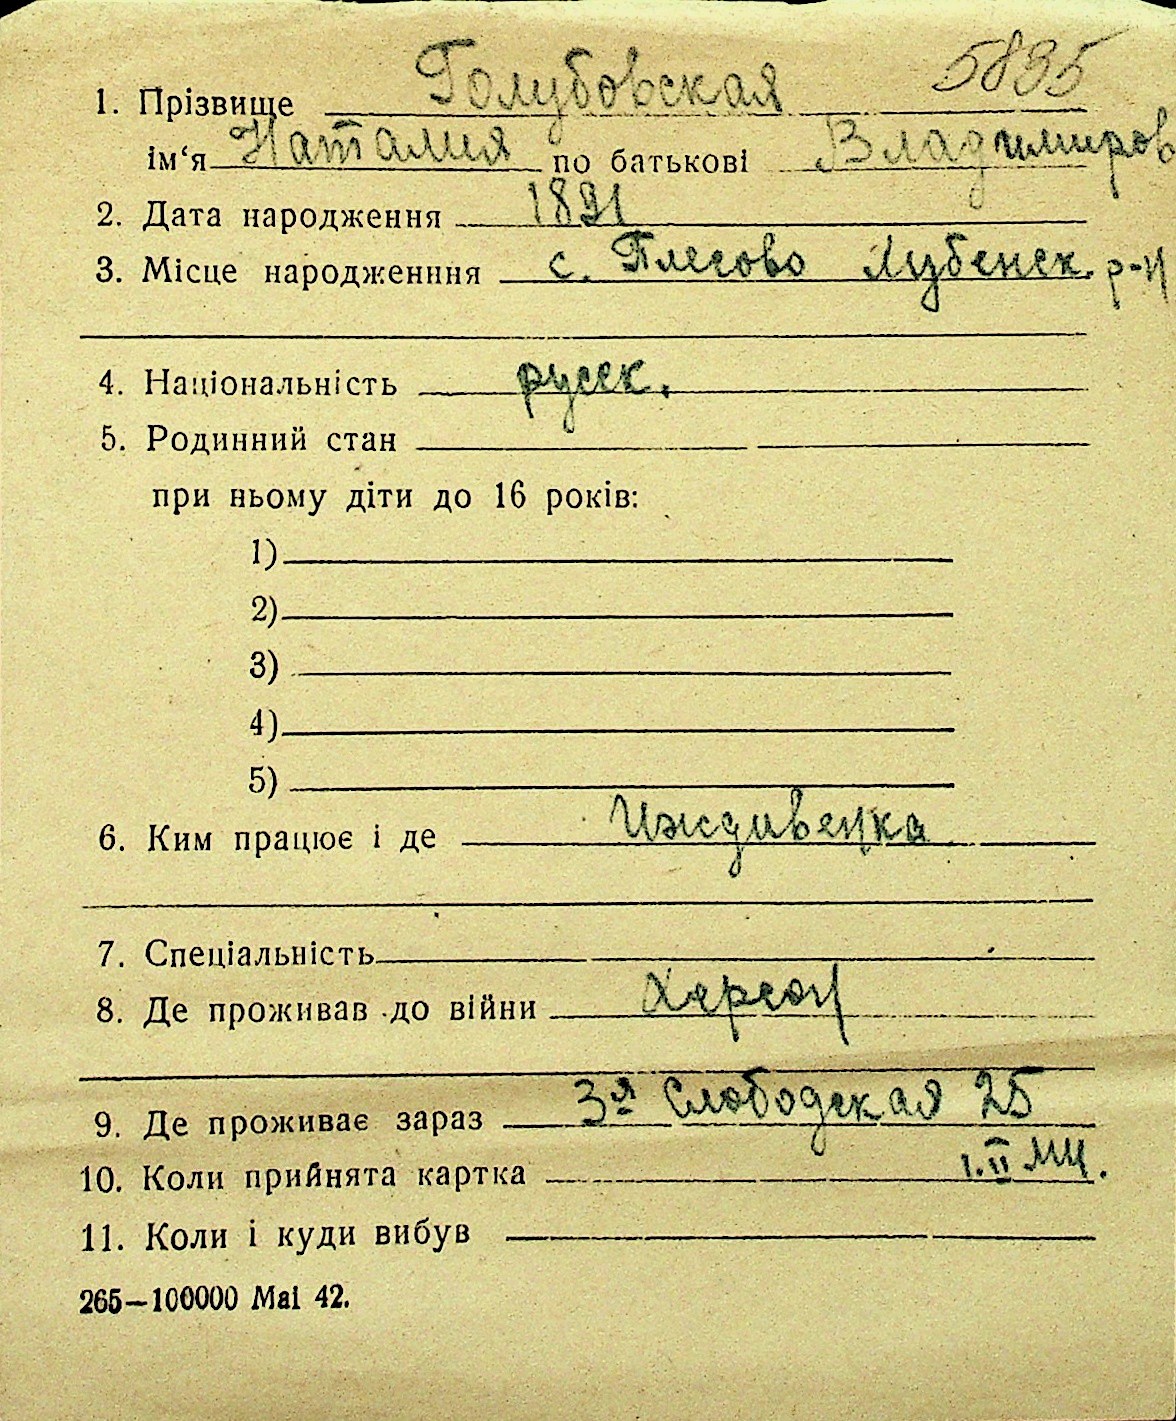 5835
1. Прізвище Голубовская
ім‘я Наталия по батькові Владимиров
2. Дата народження 1891
3. Місце народженння с. Плесово Лубенск. р-н
4. Національність русск.
5. Родинний стан
при ньому діти до 16 років:
1)
2)
3)
4)
5)
6. Ким працює і де Иждивенка
7. Спеціальність
8. Де проживав до війни Херсон
9. Де проживає зараз 3я Слободская 25
10. Коли прийнята картка 1.II
11. Коли і куди вибув
265—100000 Mai 42.